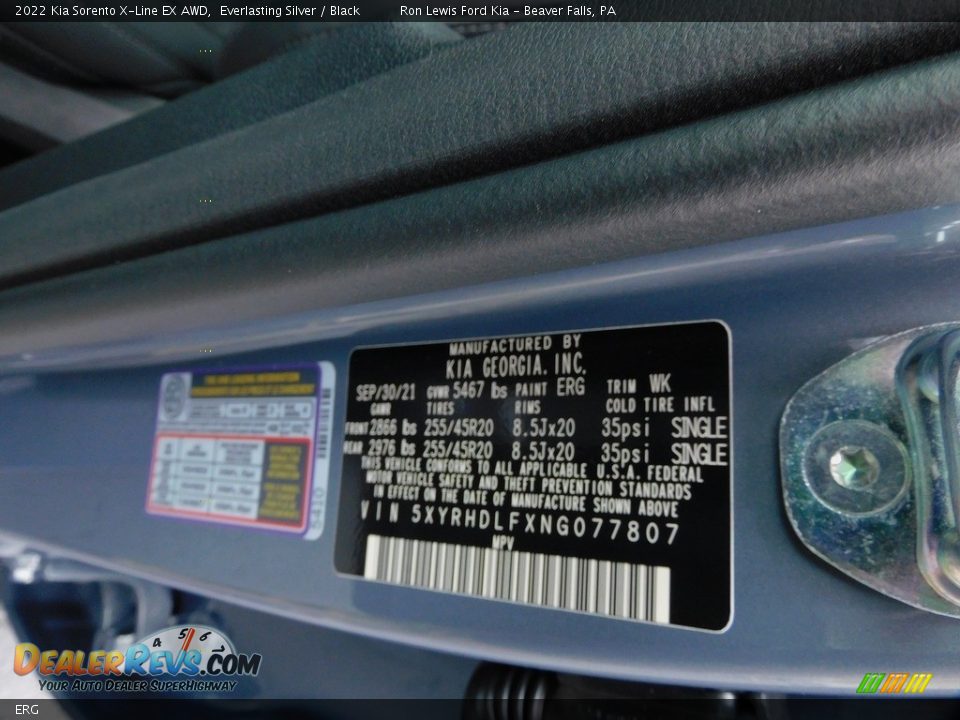 2022 Kia Sorento X-Line EX AWD, Everlasting Silver / Black Ron Lewis Ford Kia - Beaver Falls, PA
MANUFACTURED BY
KIA GEORGIA. INC.
SEP/30/21 GVWR 5467 lbs PAINT ERG TRIM WK
GAWR TIRES RIMS COLD TIRE INFL
FRONT 2866 lbs 255/45R20 8.5Jx20 35psi SINGLE
REAR 2976 lbs 255/45R20 8.5Jx20 35psi SINGLE
THIS VEHICLE CONFORMS TO ALL APPLICABLE U.S.A. FEDERAL
MOTOR VEHICLE SAFETY AND THEFT PREVENTION STANDARDS
IN EFFECT ON THE DATE OF MANUFACTURE SHOWN ABOVE
VIN 5XYRHDLFXNG077807
MPV
4 5 6
DEALERREVS.COM
YOUR AUTO DEALER SUPERHIGHWAY
ERG